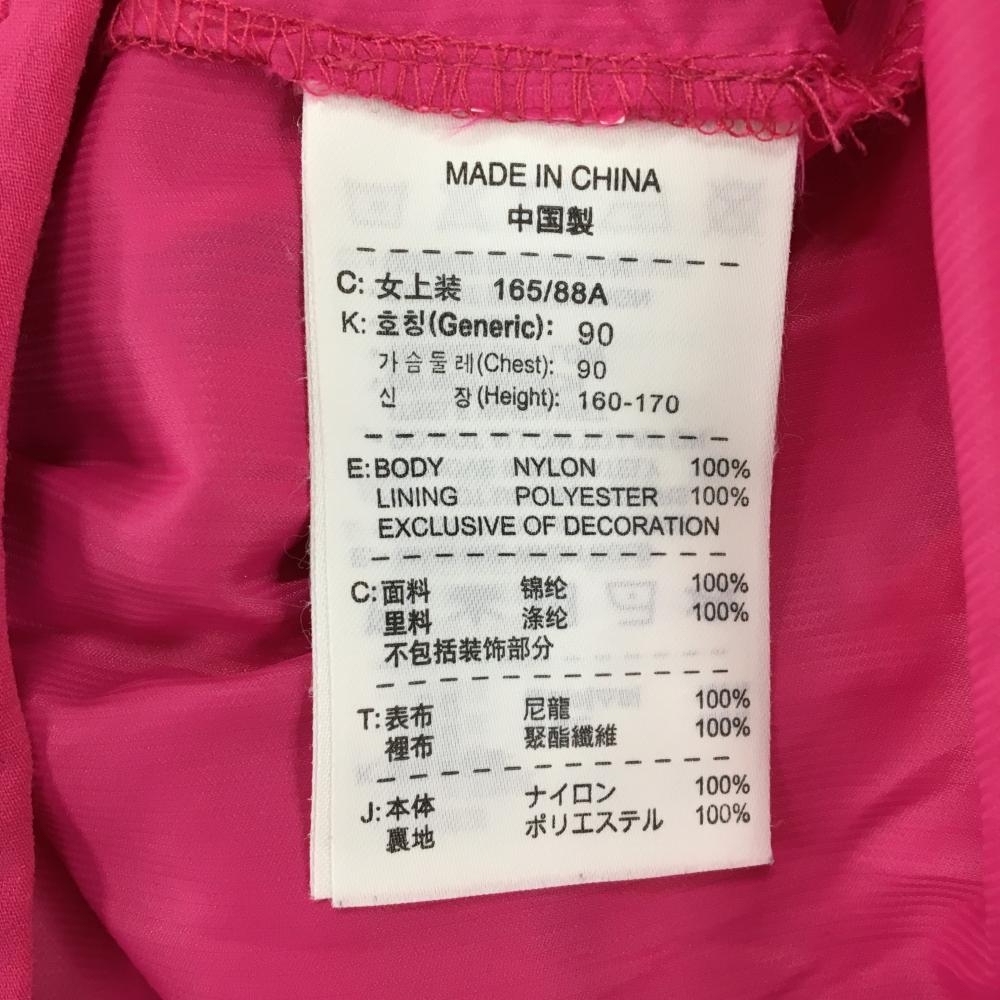 MADE IN CHINA
中国製
C: 女上装 165/88A
K: 호칭(Generic): 90
가슴둘레(Chest): 90
신 장(Height): 160-170
E: BODY NYLON 100%
LINING POLYESTER 100%
EXCLUSIVE OF DECORATION
C: 面料 锦纶 100%
里料 涤纶 100%
不包括装饰部分
T: 表布 尼龍 100%
裡布 聚酯纖維 100%
J: 本体 ナイロン 100%
裏地 ポリエステル 100%